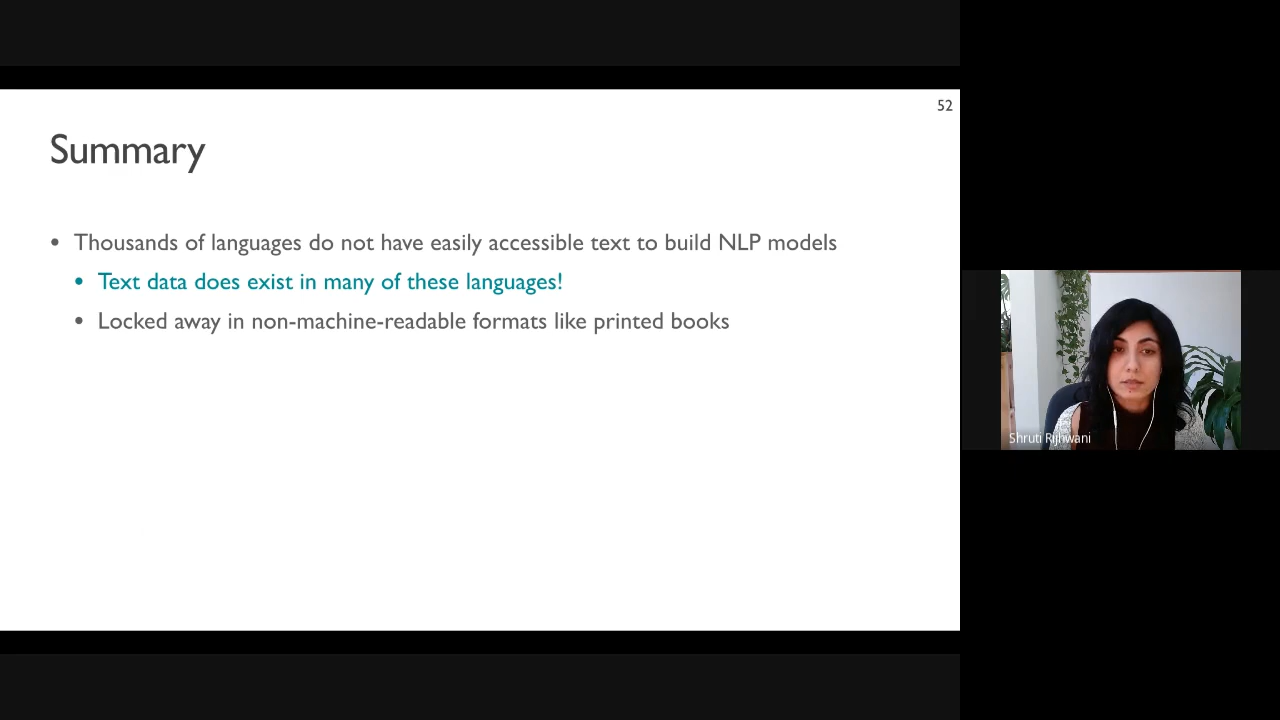 52
Summary
• Thousands of languages do not have easily accessible text to build NLP models
• Text data does exist in many of these languages!
• Locked away in non-machine-readable formats like printed books
Shruti Rijhwani